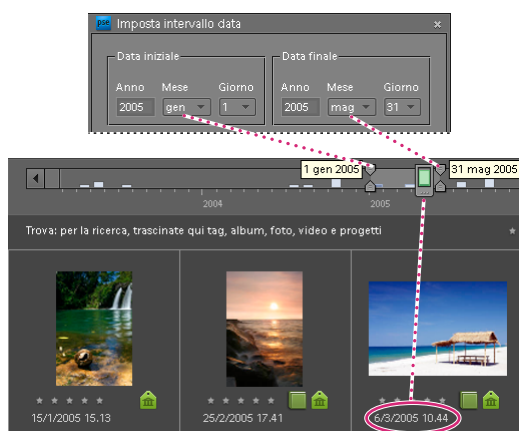 pse Imposta intervallo data x
Data iniziale Data finale
Anno Mese Giorno Anno Mese Giorno
2005 gen 1 2005 mag 31
1 gen 2005 31 mag 2005
2004 2005
Trova: per la ricerca, trascinate qui tag, album, foto, video e progetti
15/1/2005 15.13 25/2/2005 17.41 6/3/2005 10.44